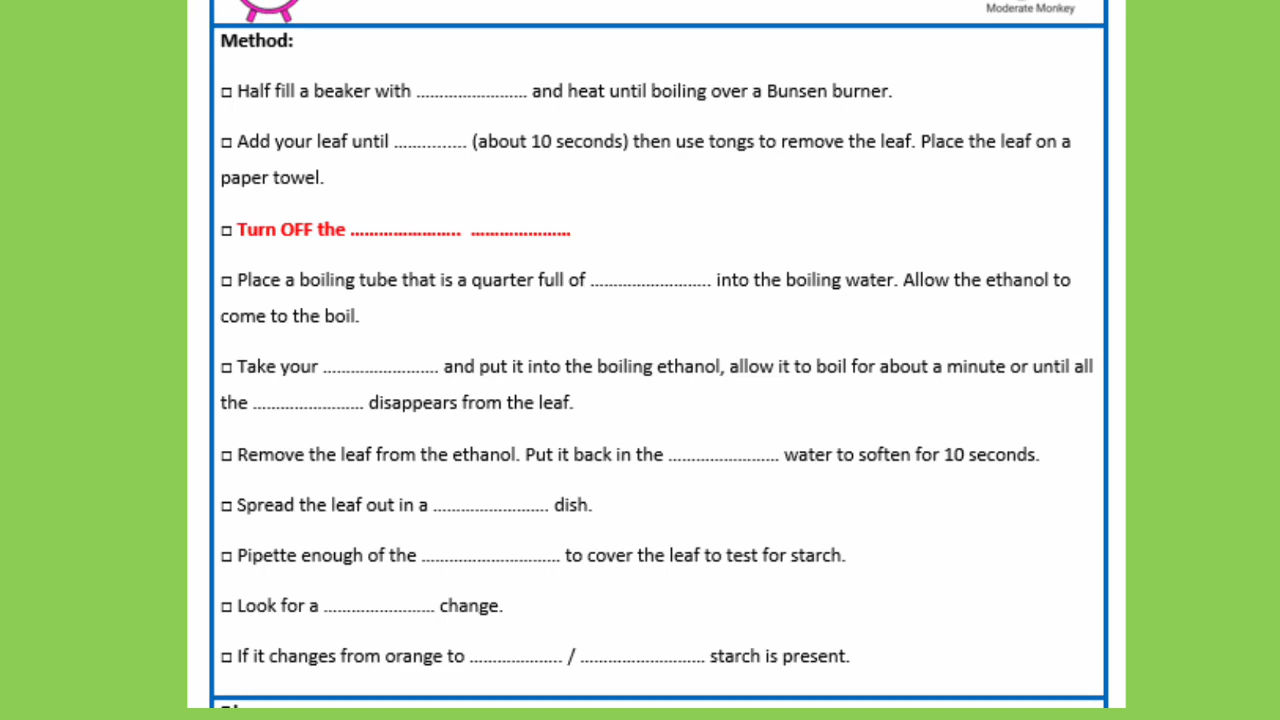 Moderate Monkey
Method:
□ Half fill a beaker with ........................ and heat until boiling over a Bunsen burner.
□ Add your leaf until ............... (about 10 seconds) then use tongs to remove the leaf. Place the leaf on a
paper towel.
□ Turn OFF the ........................ ......................
□ Place a boiling tube that is a quarter full of .......................... into the boiling water. Allow the ethanol to
come to the boil.
□ Take your ......................... and put it into the boiling ethanol, allow it to boil for about a minute or until all
the ........................ disappears from the leaf.
□ Remove the leaf from the ethanol. Put it back in the ........................ water to soften for 10 seconds.
□ Spread the leaf out in a ......................... dish.
□ Pipette enough of the .............................. to cover the leaf to test for starch.
□ Look for a ........................ change.
□ If it changes from orange to .................... / ........................... starch is present.